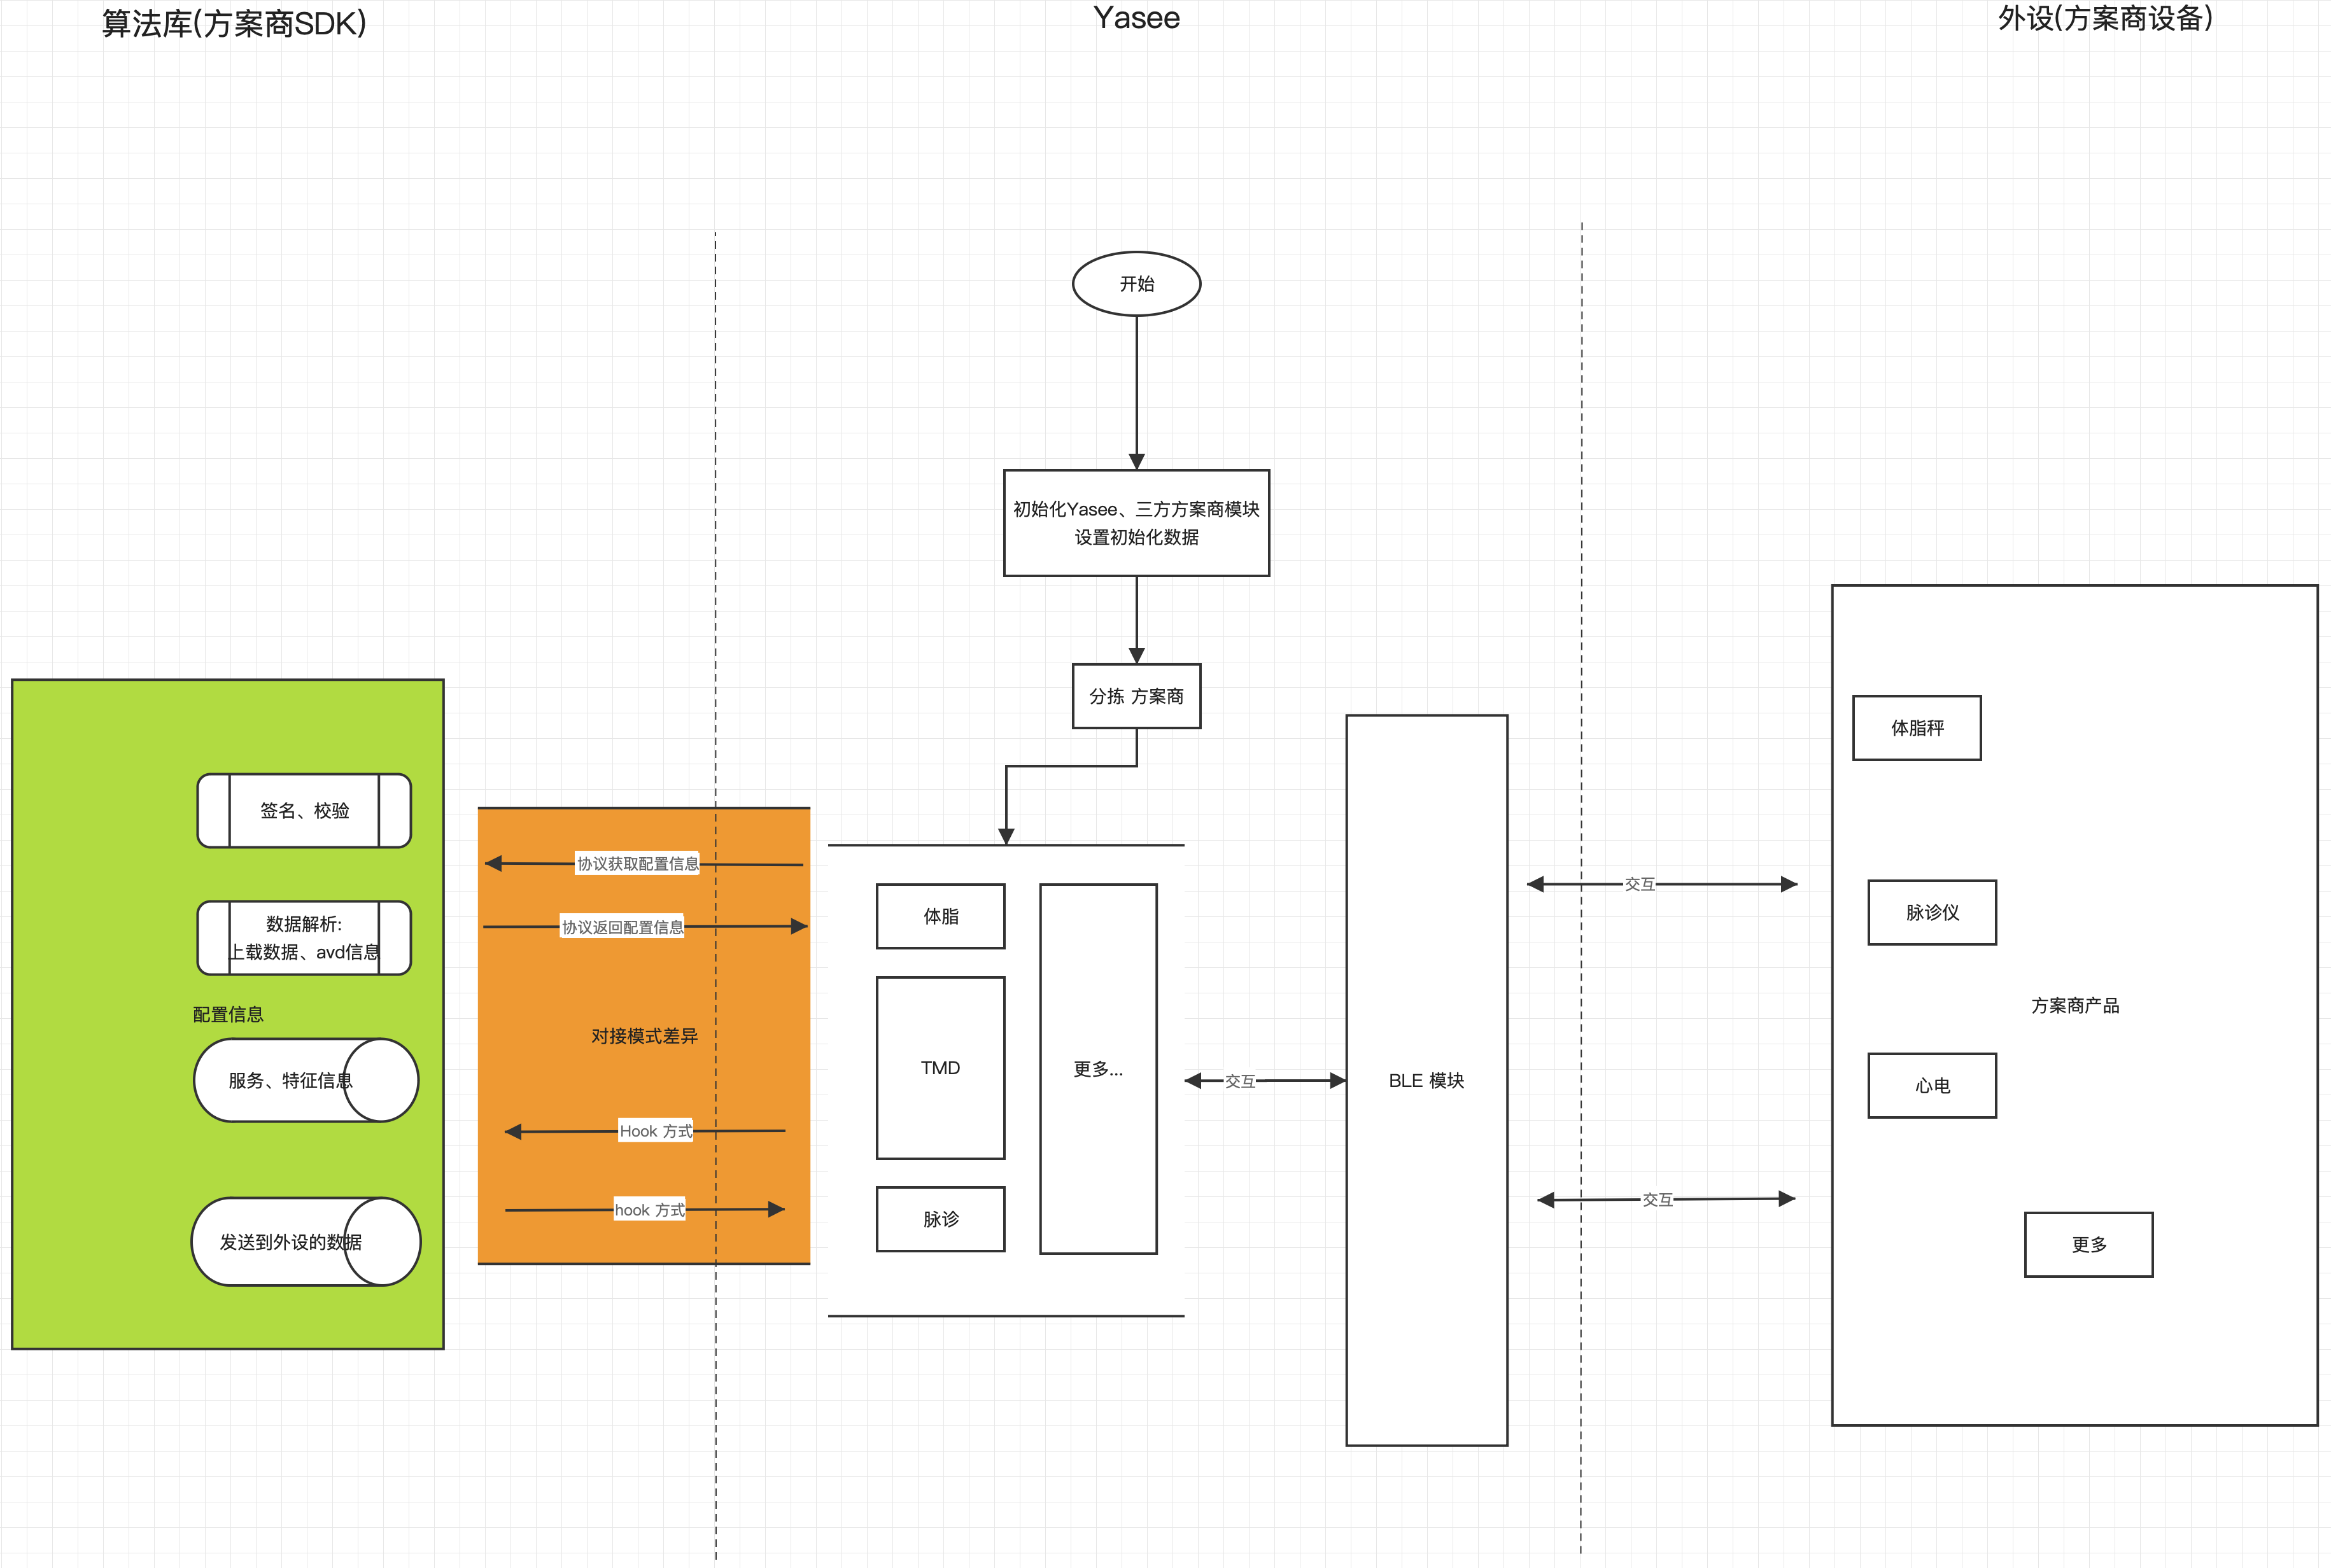 算法库(方案商SDK)
Yasee
外设(方案商设备)
开始
初始化Yasee、三方方案商模块
设置初始化数据
分拣 方案商
签名、校验
数据解析:
上载数据、avd信息
配置信息
服务、特征信息
发送到外设的数据
协议获取配置信息
协议返回配置信息
对接模式差异
Hook 方式
hook 方式
体脂
TMD
脉诊
更多...
交互
BLE 模块
交互
交互
体脂秤
脉诊仪
方案商产品
心电
更多